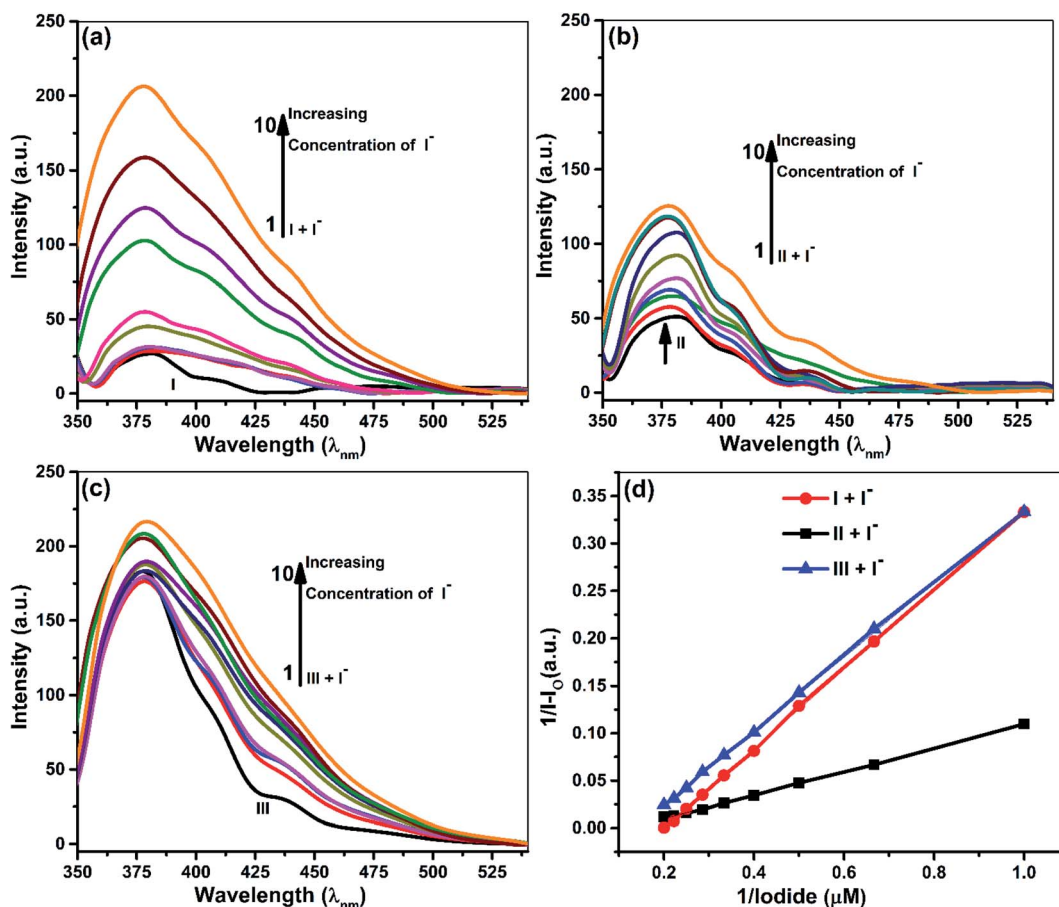 (a)
250
200
150
100
50
0
Intensity (a.u.)
10
Increasing
Concentration of I⁻
1
I + I⁻
I
350 375 400 425 450 475 500 525
Wavelength (λnm)
(b)
250
200
150
100
50
0
Intensity (a.u.)
10
Increasing
Concentration of I⁻
1
II + I⁻
II
350 375 400 425 450 475 500 525
Wavelength (λnm)
(c)
250
200
150
100
50
0
Intensity (a.u.)
10
Increasing
Concentration of I⁻
1
III + I⁻
III
350 375 400 425 450 475 500 525
Wavelength (λnm)
(d)
0.35
0.30
0.25
0.20
0.15
0.10
0.05
0.00
1/I-I₀(a.u.)
I + I⁻
II + I⁻
III + I⁻
0.2 0.4 0.6 0.8 1.0
1/Iodide (μM)